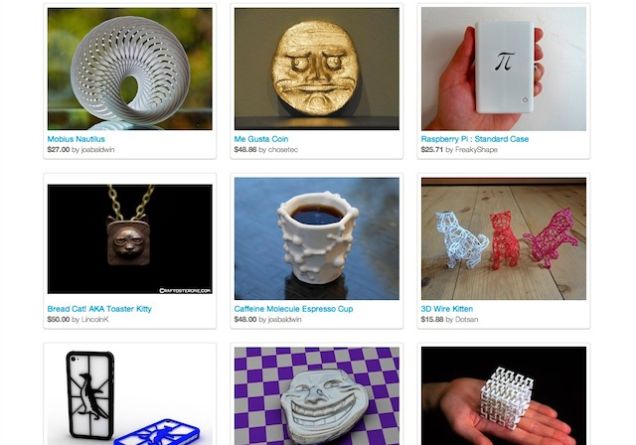 π
Mobius Nautilus
$27.00 by joabaldwin
Me Gusta Coin
$48.86 by chosetec
Raspberry Pi : Standard Case
$25.71 by FreakyShape
CRAFTOSTERONE.COM
Bread Cat! AKA Toaster Kitty
$50.00 by LincolnK
Caffeine Molecule Espresso Cup
$48.00 by joabaldwin
3D Wire Kitten
$15.88 by Dotsan